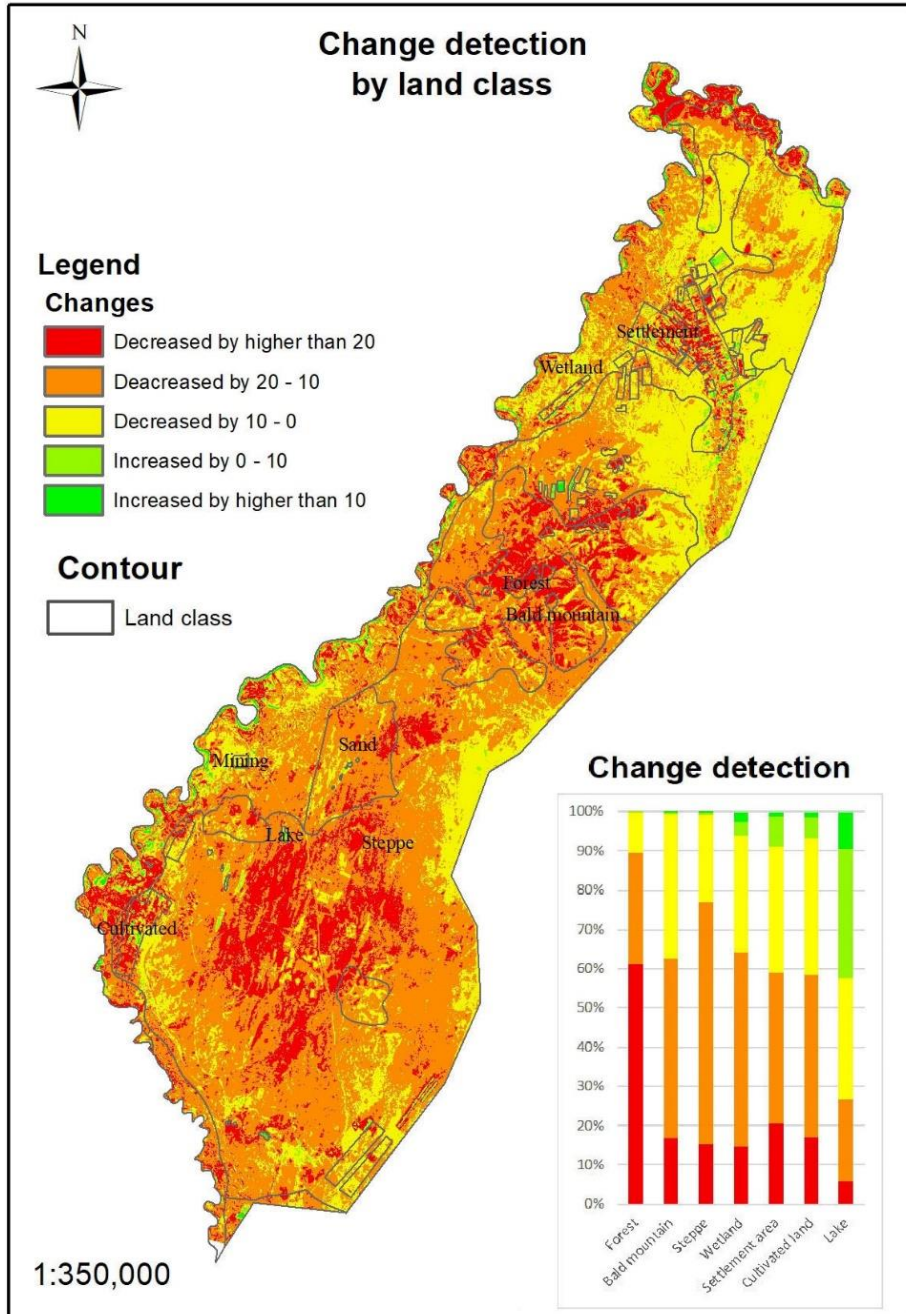 N
Change detection
by land class
Legend
Changes
Decreased by higher than 20
Deacreased by 20 - 10
Decreased by 10 - 0
Increased by 0 - 10
Increased by higher than 10
Contour
Land class
Settlement
Wetland
Forest
Bald mountain
Sand
Mining
Lake
Steppe
Cultivated
Change detection
100%
90%
80%
70%
60%
50%
40%
30%
20%
10%
0%
Forest
Bald mountain
Steppe
Wetland
Settlement area
Cultivated land
Lake
1:350,000